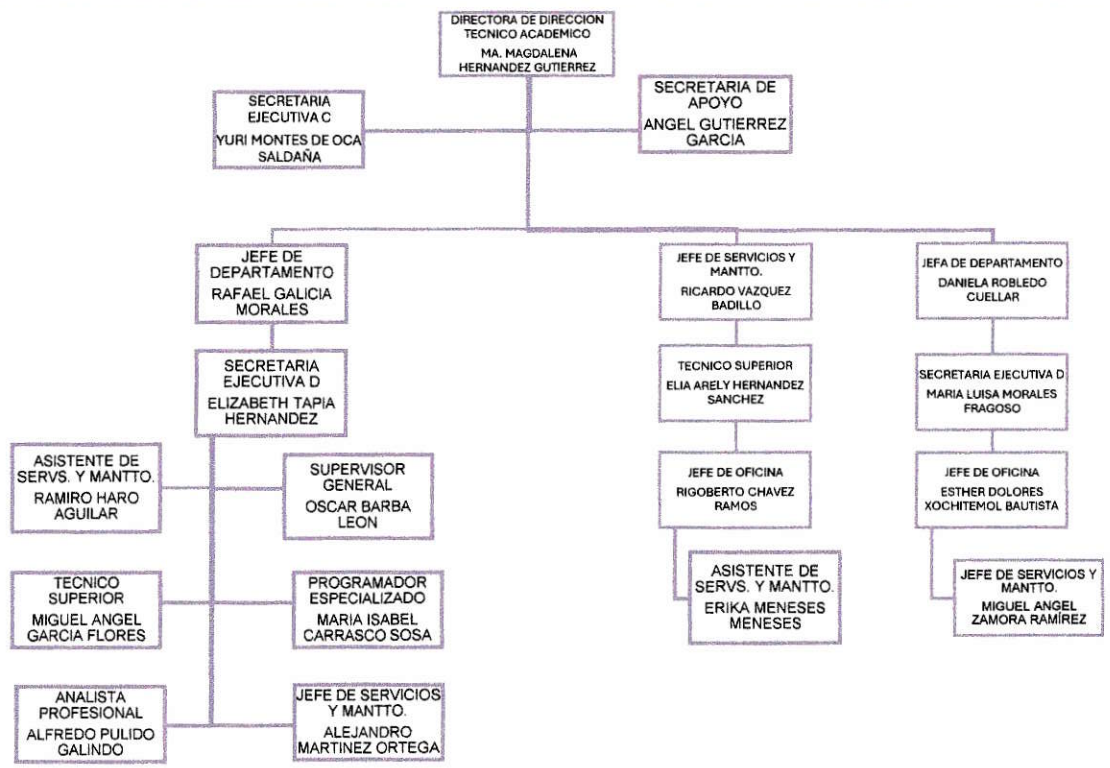 DIRECTORA DE DIRECCION
TECNICO ACADEMICO
MA. MAGDALENA
HERNANDEZ GUTIERREZ
SECRETARIA
EJECUTIVA C
YURI MONTES DE OCA
SALDAÑA
SECRETARIA DE
APOYO
ANGEL GUTIERREZ
GARCIA
JEFE DE
DEPARTAMENTO
RAFAEL GALICIA
MORALES
SECRETARIA
EJECUTIVA D
ELIZABETH TAPIA
HERNANDEZ
ASISTENTE DE
SERVS. Y MANTTO.
RAMIRO HARO
AGUILAR
SUPERVISOR
GENERAL
OSCAR BARBA
LEON
TECNICO
SUPERIOR
MIGUEL ANGEL
GARCIA FLORES
PROGRAMADOR
ESPECIALIZADO
MARIA ISABEL
CARRASCO SOSA
ANALISTA
PROFESIONAL
ALFREDO PULIDO
GALINDO
JEFE DE SERVICIOS
Y MANTTO.
ALEJANDRO
MARTINEZ ORTEGA
JEFE DE SERVICIOS Y
MANTTO.
RICARDO VAZQUEZ
BADILLO
TECNICO SUPERIOR
ELIA ARELY HERNANDEZ
SANCHEZ
JEFE DE OFICINA
RIGOBERTO CHAVEZ
RAMOS
ASISTENTE DE
SERVS. Y MANTTO.
ERIKA MENESES
MENESES
JEFA DE DEPARTAMENTO
DANIELA ROBLEDO
CUELLAR
SECRETARIA EJECUTIVA D
MARIA LUISA MORALES
FRAGOSO
JEFE DE OFICINA
ESTHER DOLORES
XOCHITEMOL BAUTISTA
JEFE DE SERVICIOS Y
MANTTO.
MIGUEL ANGEL
ZAMORA RAMÍREZ